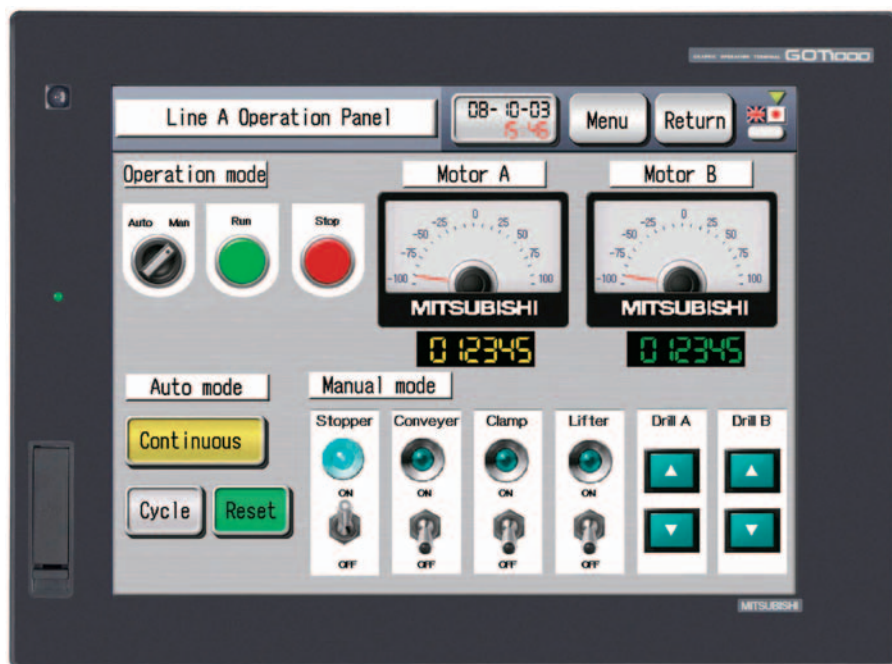 GOT1000
Line A Operation Panel
08-10-03
15 46
Menu
Return
Operation mode
Motor A
Motor B
Auto Man
Run
Stop
-100 -75 -50 -25 0 25 50 75 100
MITSUBISHI
-100 -75 -50 -25 0 25 50 75 100
MITSUBISHI
012345
012345
Auto mode
Manual mode
Continuous
Cycle
Reset
Stopper
Conveyer
Clamp
Lifter
Drill A
Drill B
ON
ON
ON
ON
OFF
OFF
OFF
OFF
MITSUBISHI